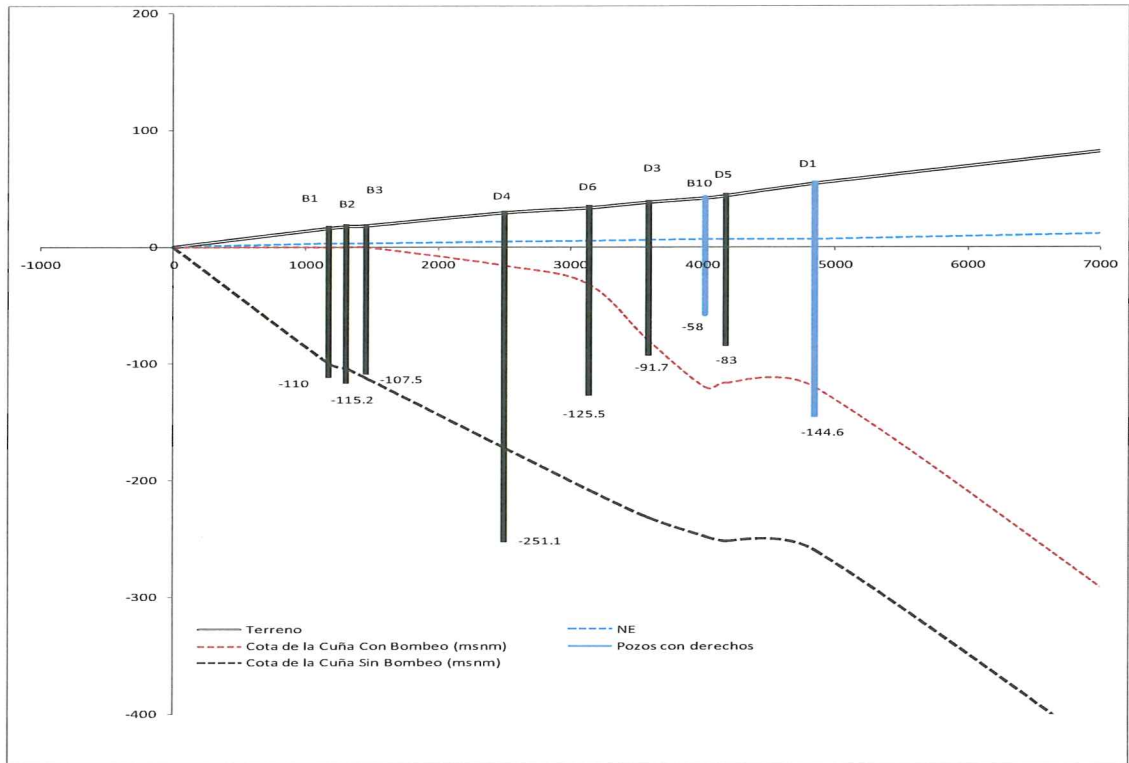 200
100
D1
D3
B10
D5
D6
D4
B3
B1
B2
0
-1000
0
1000
2000
3000
4000
5000
6000
7000
-58
-83
-91.7
-100
-107.5
-110
-115.2
-125.5
-144.6
-200
-251.1
-300
Terreno
NE
Cota de la Cuña Con Bombeo (msnm)
Pozos con derechos
Cota de la Cuña Sin Bombeo (msnm)
-400